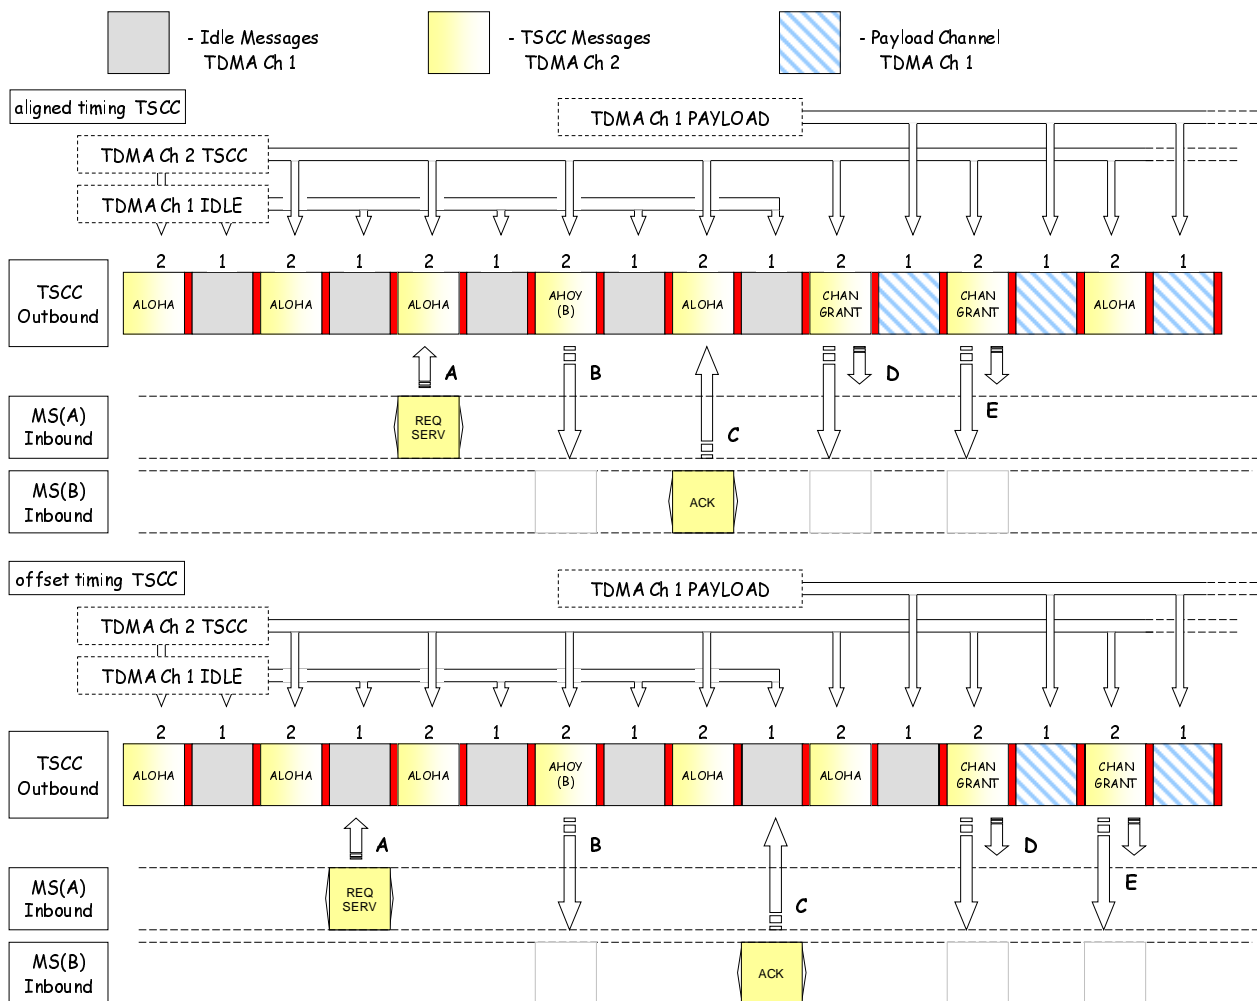 - Idle Messages
TDMA Ch 1
- TSCC Messages
TDMA Ch 2
- Payload Channel
TDMA Ch 1
aligned timing TSCC
TDMA Ch 1 PAYLOAD
TDMA Ch 2 TSCC
TDMA Ch 1 IDLE
2 1 2 1 2 1 2 1 2 1 2 1 2 1 2 1
TSCC
Outbound
ALOHA
ALOHA
ALOHA
AHOY
(B)
ALOHA
CHAN
GRANT
CHAN
GRANT
ALOHA
A
B
C
D
E
MS(A)
Inbound
REQ
SERV
MS(B)
Inbound
ACK
offset timing TSCC
TDMA Ch 1 PAYLOAD
TDMA Ch 2 TSCC
TDMA Ch 1 IDLE
2 1 2 1 2 1 2 1 2 1 2 1 2 1 2 1
TSCC
Outbound
ALOHA
ALOHA
ALOHA
AHOY
(B)
ALOHA
ALOHA
CHAN
GRANT
CHAN
GRANT
A
B
C
D
E
MS(A)
Inbound
REQ
SERV
MS(B)
Inbound
ACK